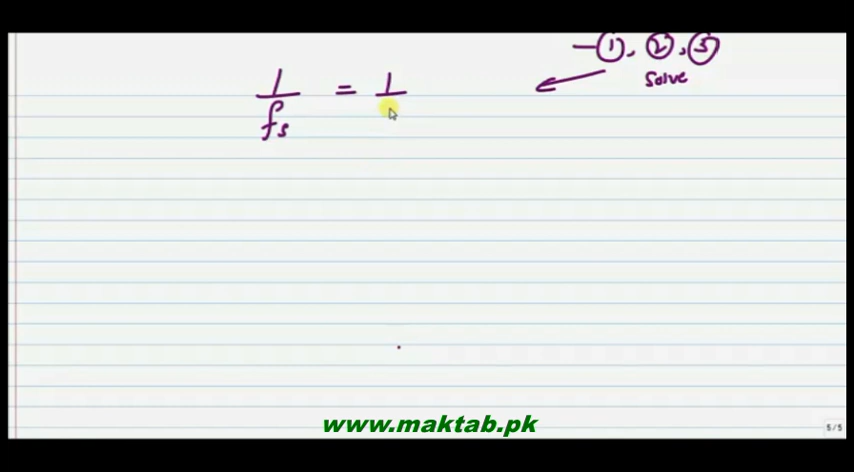 — ①, ②, ③
Solve
1/fs = 1/
www.maktab.pk
5/5